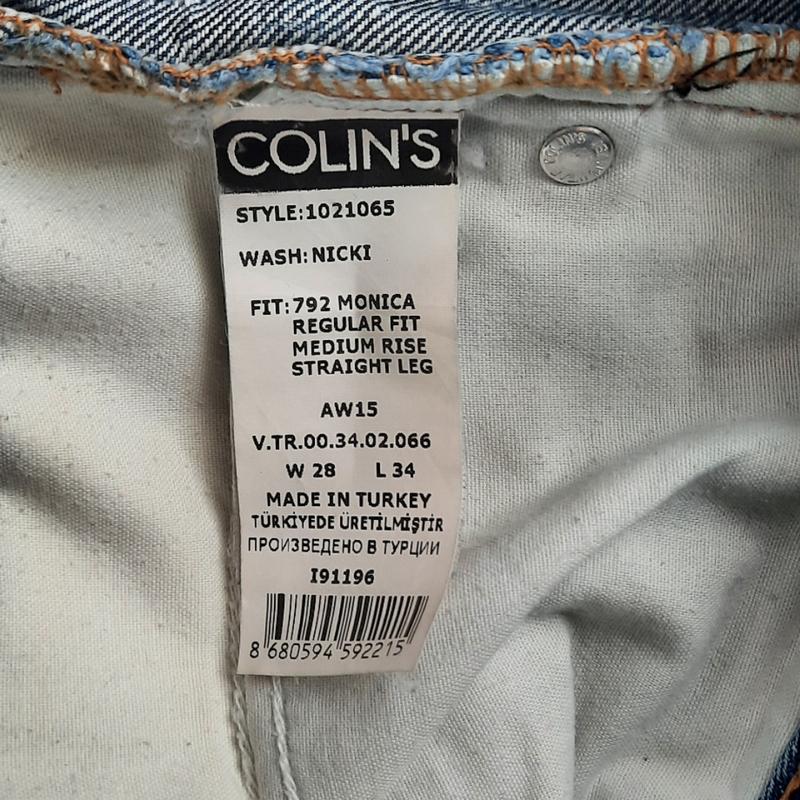 COLIN'S
STYLE:1021065
WASH: NICKI
FIT: 792 MONICA
REGULAR FIT
MEDIUM RISE
STRAIGHT LEG
AW15
V.TR.00.34.02.066
W 28 L 34
MADE IN TURKEY
TÜRKİYEDE ÜRETİLMİŞTİR
ПРОИЗВЕДЕНО В ТУРЦИИ
I91196
8 680594 592215
COLIN'S